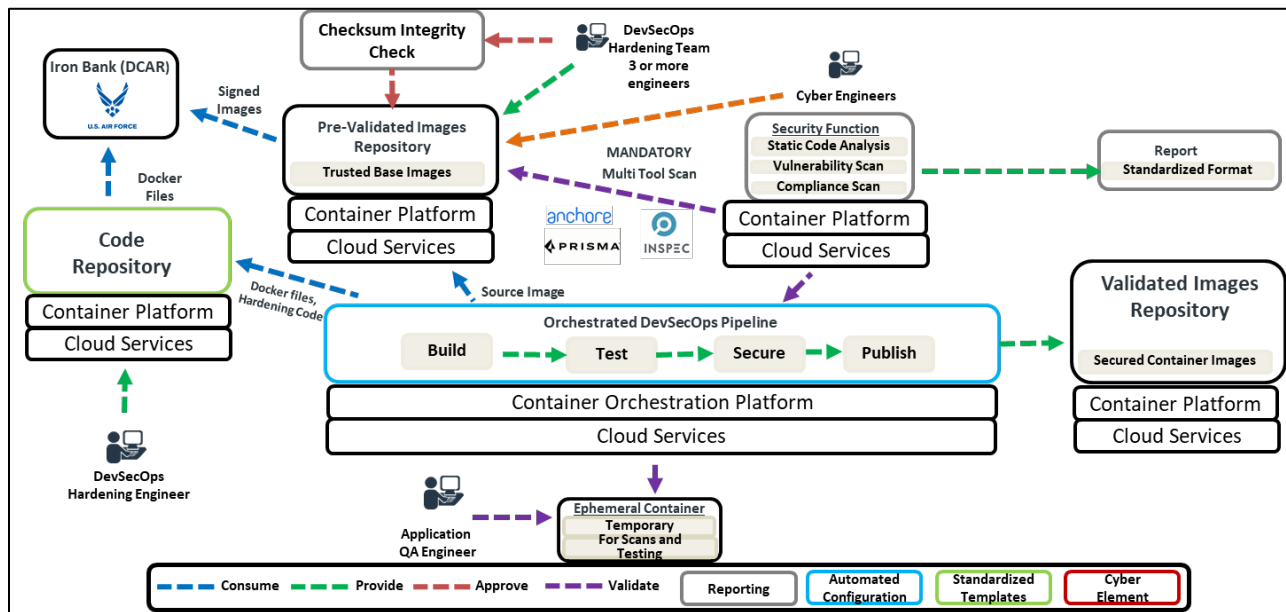 Checksum Integrity
Check
DevSecOps
Hardening Team
3 or more
engineers
Iron Bank (DCAR)
U.S. AIR FORCE
Signed
Images
Cyber Engineers
Pre-Validated Images
Repository
Trusted Base Images
Container Platform
Cloud Services
MANDATORY
Multi Tool Scan
anchore
PRISMA
INSPEC
Security Function
Static Code Analysis
Vulnerability Scan
Compliance Scan
Container Platform
Cloud Services
Report
Standardized Format
Docker
Files
Code
Repository
Container Platform
Cloud Services
Docker files,
Hardening Code
Source Image
Orchestrated DevSecOps Pipeline
Build
Test
Secure
Publish
Container Orchestration Platform
Cloud Services
Validated Images
Repository
Secured Container Images
Container Platform
Cloud Services
DevSecOps
Hardening Engineer
Application
QA Engineer
Ephemeral Container
Temporary
For Scans and
Testing
Consume
Provide
Approve
Validate
Reporting
Automated
Configuration
Standardized
Templates
Cyber
Element